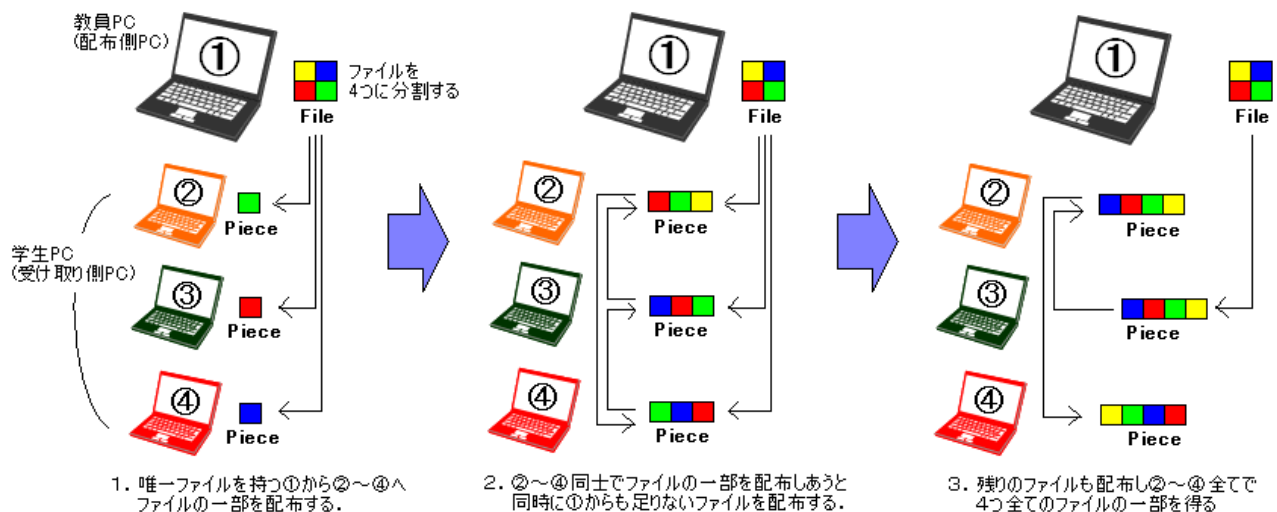 教員PC
(配布側PC)
①
ファイルを
4つに分割する
File
②
Piece
学生PC
(受け取り側PC)
③
Piece
④
Piece
1. 唯一ファイルを持つ①から②～④へ
ファイルの一部を配布する.
①
File
②
Piece
③
Piece
④
Piece
2. ②～④同士でファイルの一部を配布しあうと
同時に①からも足りないファイルを配布する.
①
File
②
Piece
③
Piece
④
Piece
3. 残りのファイルも配布し②～④全てで
4つ全てのファイルの一部を得る